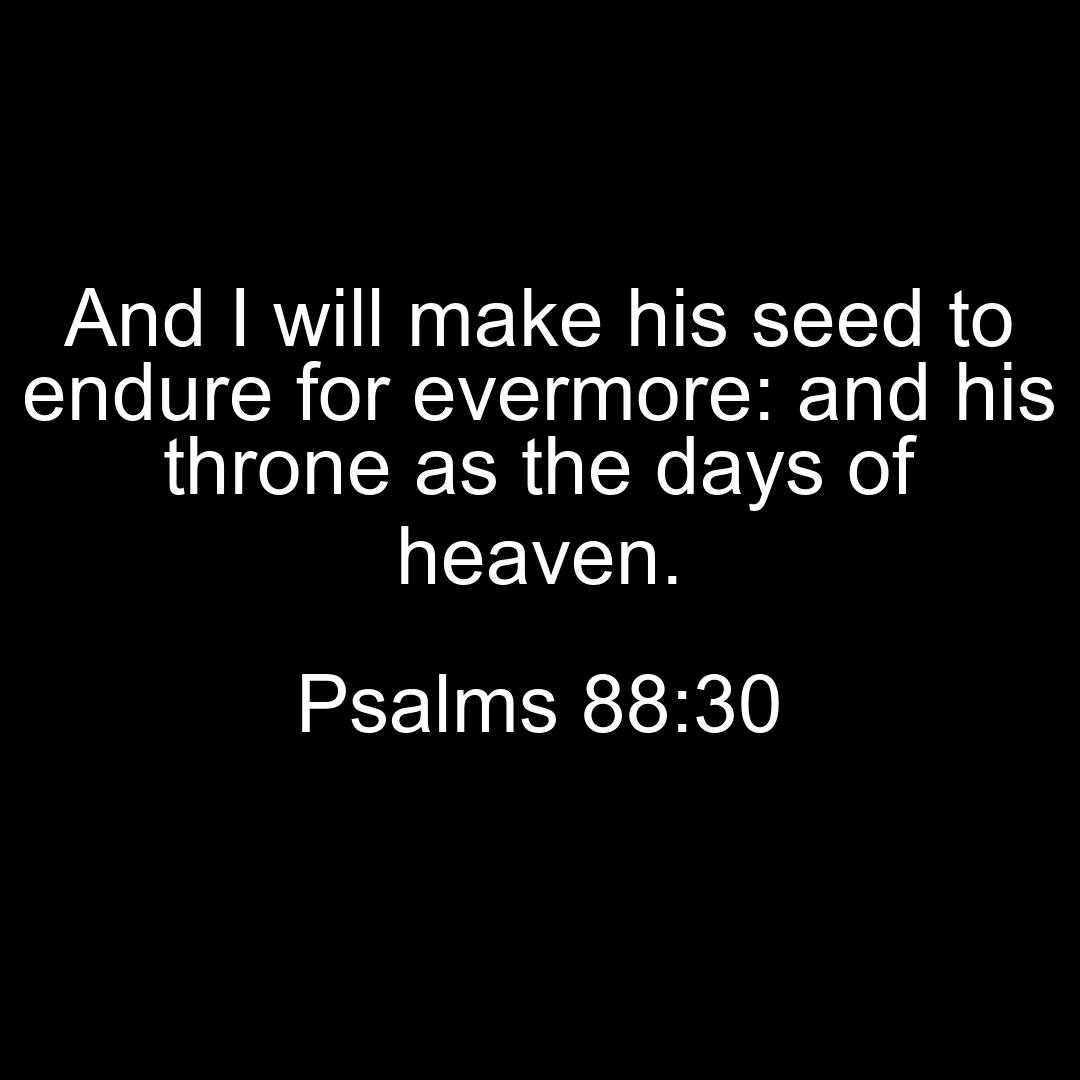 And I will make his seed to
endure for evermore: and his
throne as the days of
heaven.
Psalms 88:30